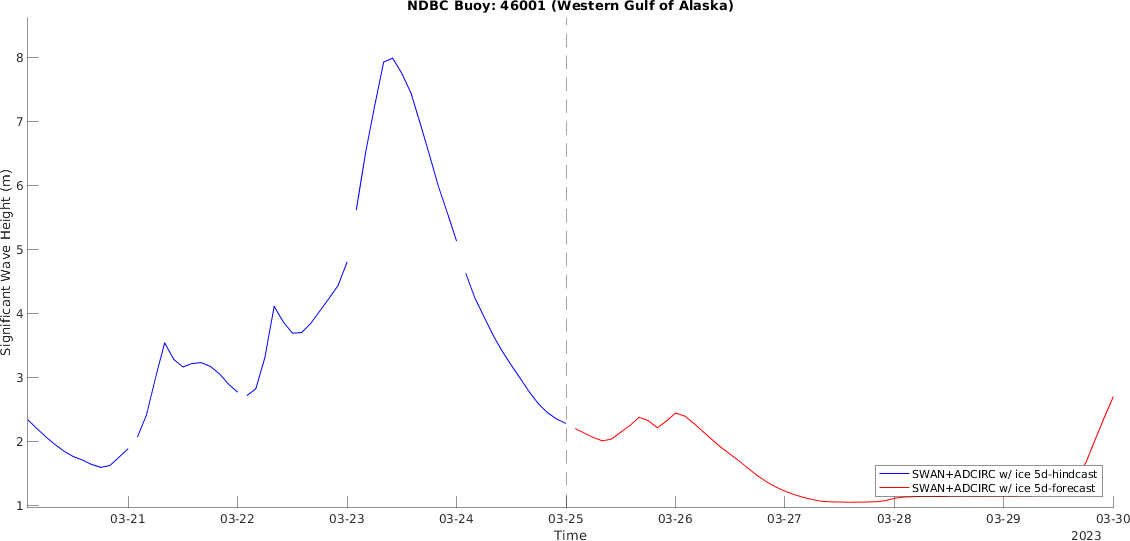 NDBC Buoy: 46001 (Western Gulf of Alaska)
Significant Wave Height (m)
8
7
6
5
4
3
2
1
SWAN+ADCIRC w/ ice 5d-hindcast
SWAN+ADCIRC w/ ice 5d-forecast
03-21 03-22 03-23 03-24 03-25 03-26 03-27 03-28 03-29 03-30
Time
2023